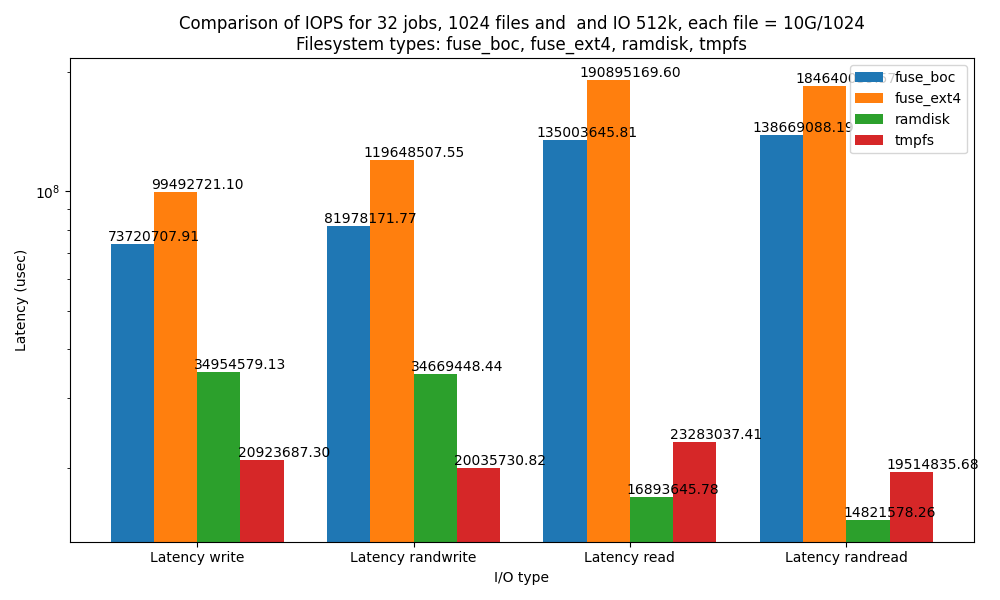 Comparison of IOPS for 32 jobs, 1024 files and  and IO 512k, each file = 10G/1024
Filesystem types: fuse_boc, fuse_ext4, ramdisk, tmpfs
190895169.60
135003645.81
138669088.19
119648507.55
99492721.10
81978171.77
73720707.91
34954579.13
34669448.44
20923687.30
20035730.82
23283037.41
16893645.78
19514835.68
14821578.26
fuse_boc
fuse_ext4
ramdisk
tmpfs
10^8
Latency (usec)
Latency write
Latency randwrite
Latency read
Latency randread
I/O type